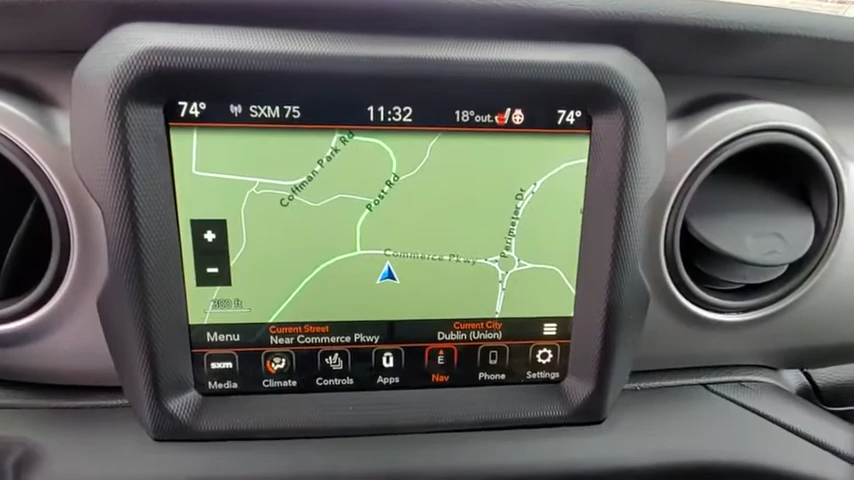 74° SXM 75 11:32 18°out. 74°
Coffman Park Rd
Post Rd
Perimeter Dr
Commerce Pkwy
+
−
300 ft
Menu
Current Street
Near Commerce Pkwy
Current City
Dublin (Union)
sxm
E
Media Climate Controls Apps Nav Phone Settings